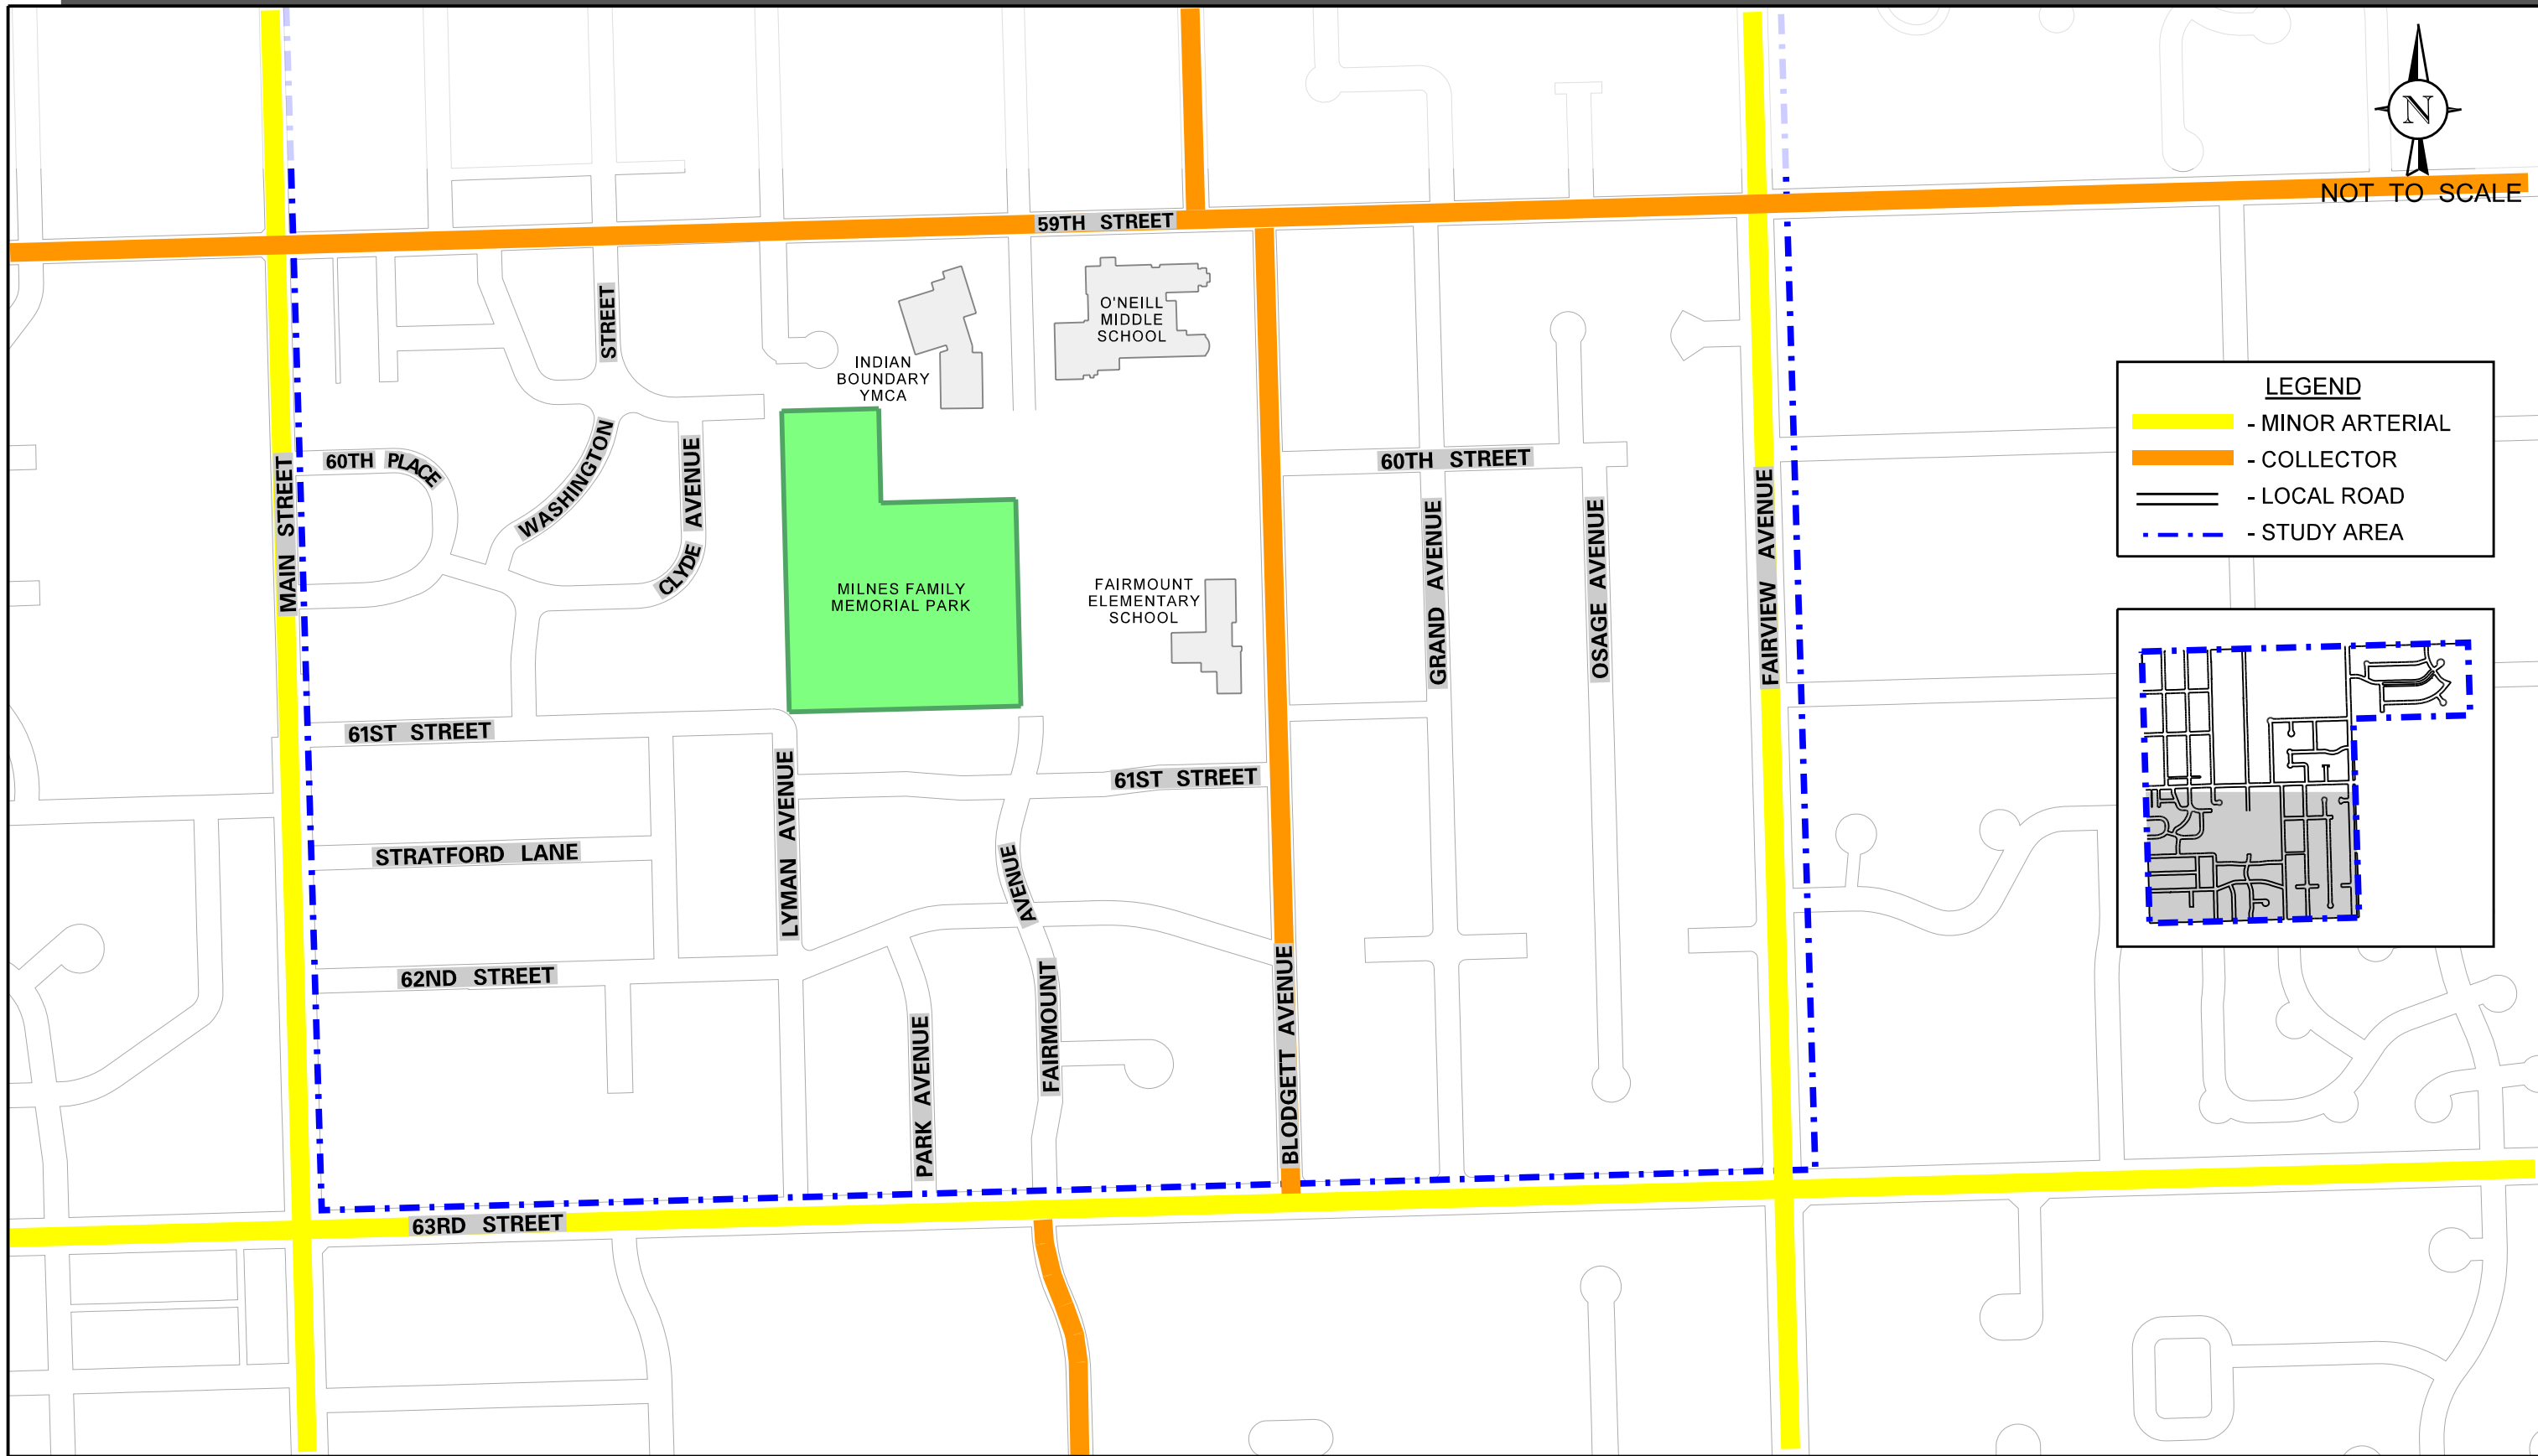 N
NOT TO SCALE
59TH STREET
STREET
O'NEILL
MIDDLE
SCHOOL
INDIAN
BOUNDARY
YMCA
LEGEND
- MINOR ARTERIAL
- COLLECTOR
- LOCAL ROAD
- STUDY AREA
60TH PLACE
WASHINGTON
CLYDE AVENUE
MAIN STREET
60TH STREET
GRAND AVENUE
OSAGE AVENUE
FAIRVIEW AVENUE
MILNES FAMILY
MEMORIAL PARK
FAIRMOUNT
ELEMENTARY
SCHOOL
61ST STREET
61ST STREET
LYMAN AVENUE
STRATFORD LANE
AVENUE
FAIRMOUNT
62ND STREET
PARK AVENUE
BLODGETT AVENUE
63RD STREET